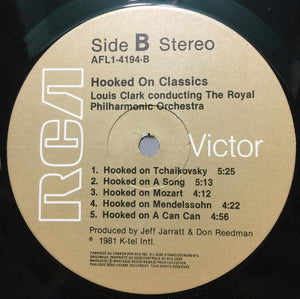 Side B Stereo
AFL1-4194-B
Hooked On Classics
Louis Clark conducting The Royal
Philharmonic Orchestra
RCA
Victor
1. Hooked on Tchaikovsky 5:25
2. Hooked on A Song 5:13
3. Hooked on Mozart 4:11
4. Hooked on Mendelssohn 4:22
5. Hooked on A Can Can 4:56
Produced by Jeff Jarratt & Don Reedman
℗ 1981 K-tel Intl.